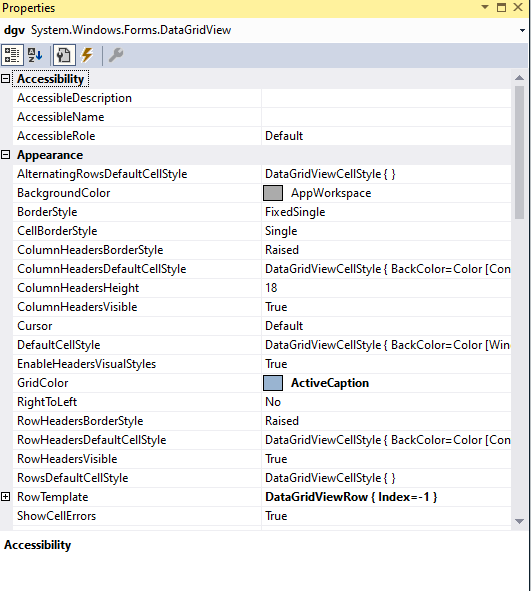 Properties
dgv System.Windows.Forms.DataGridView
Accessibility
AccessibleDescription
AccessibleName
AccessibleRole Default
Appearance
AlternatingRowsDefaultCellStyle DataGridViewCellStyle { }
BackgroundColor AppWorkspace
BorderStyle FixedSingle
CellBorderStyle Single
ColumnHeadersBorderStyle Raised
ColumnHeadersDefaultCellStyle DataGridViewCellStyle { BackColor=Color [Con
ColumnHeadersHeight 18
ColumnHeadersVisible True
Cursor Default
DefaultCellStyle DataGridViewCellStyle { BackColor=Color [Win
EnableHeadersVisualStyles True
GridColor ActiveCaption
RightToLeft No
RowHeadersBorderStyle Raised
RowHeadersDefaultCellStyle DataGridViewCellStyle { BackColor=Color [Con
RowHeadersVisible True
RowsDefaultCellStyle DataGridViewCellStyle { }
RowTemplate DataGridViewRow { Index=-1 }
ShowCellErrors True
Accessibility